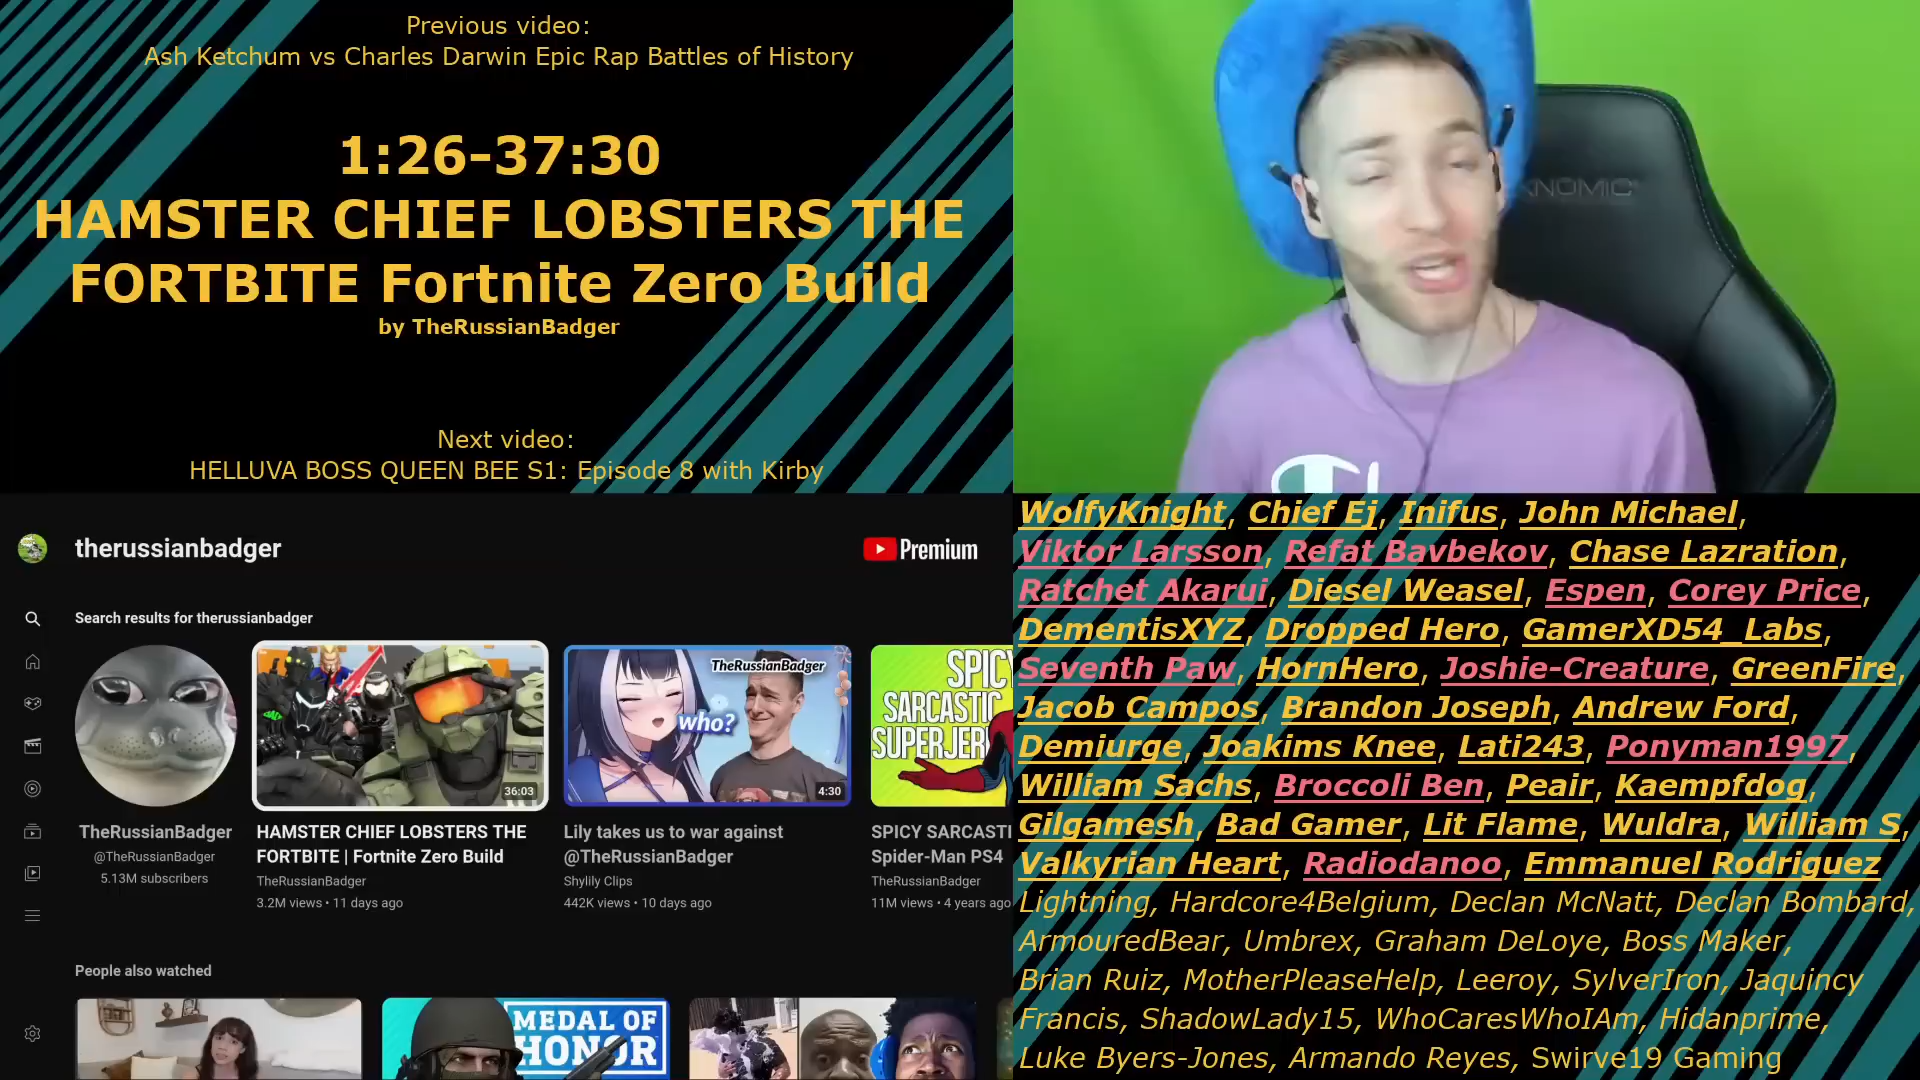 Previous video:
Ash Ketchum vs Charles Darwin Epic Rap Battles of History
1:26-37:30
HAMSTER CHIEF LOBSTERS THE
FORTBITE Fortnite Zero Build
by TheRussianBadger
Next video:
HELLUVA BOSS QUEEN BEE S1: Episode 8 with Kirby
KNOMIC
therussianbadger
Premium
Search results for therussianbadger
36:03
TheRussianBadger
who?
4:30
SPICY
SARCASTIC
SUPERJER
TheRussianBadger
@TheRussianBadger
5.13M subscribers
HAMSTER CHIEF LOBSTERS THE
FORTBITE | Fortnite Zero Build
TheRussianBadger
3.2M views • 11 days ago
Lily takes us to war against
@TheRussianBadger
Shylily Clips
442K views • 10 days ago
SPICY SARCASTI
Spider-Man PS4
TheRussianBadger
11M views • 4 years ago
People also watched
MEDAL OF
HONOR
WolfyKnight, Chief Ej, Inifus, John Michael,
Viktor Larsson, Refat Bavbekov, Chase Lazration,
Ratchet Akarui, Diesel Weasel, Espen, Corey Price,
DementisXYZ, Dropped Hero, GamerXD54_Labs,
Seventh Paw, HornHero, Joshie-Creature, GreenFire,
Jacob Campos, Brandon Joseph, Andrew Ford,
Demiurge, Joakims Knee, Lati243, Ponyman1997,
William Sachs, Broccoli Ben, Peair, Kaempfdog,
Gilgamesh, Bad Gamer, Lit Flame, Wuldra, William S,
Valkyrian Heart, Radiodanoo, Emmanuel Rodriguez
Lightning, Hardcore4Belgium, Declan McNatt, Declan Bombard,
ArmouredBear, Umbrex, Graham DeLoye, Boss Maker,
Brian Ruiz, MotherPleaseHelp, Leeroy, SylverIron, Jaquincy
Francis, ShadowLady15, WhoCaresWhoIAm, Hidanprime,
Luke Byers-Jones, Armando Reyes, Swirve19 Gaming